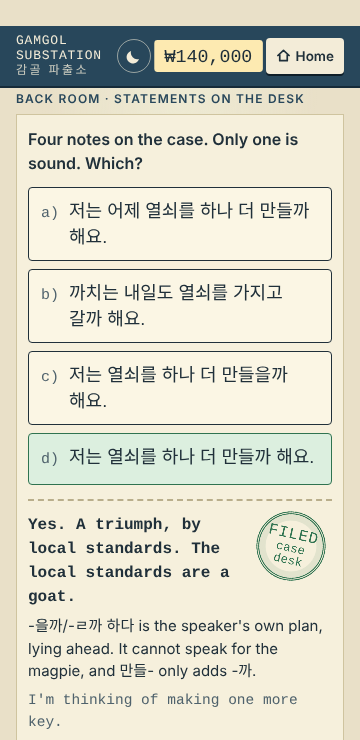 GAMGOL
SUBSTATION
감골 파출소
₩140,000
Home
BACK ROOM · STATEMENTS ON THE DESK
Four notes on the case. Only one is
sound. Which?
a) 저는 어제 열쇠를 하나 더 만들까
해요.
b) 까치는 내일도 열쇠를 가지고
갈까 해요.
c) 저는 열쇠를 하나 더 만들을까
해요.
d) 저는 열쇠를 하나 더 만들까 해요.
Yes. A triumph, by
local standards. The
local standards are a
goat.
FILED
case
desk
-을까/-ㄹ까 하다 is the speaker's own plan,
lying ahead. It cannot speak for the
magpie, and 만들- only adds -까.
I'm thinking of making one more
key.